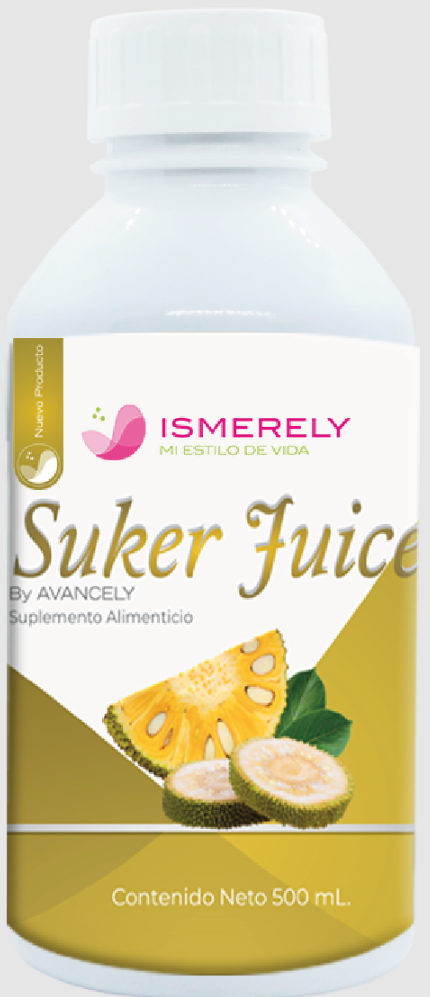 Nuevo Producto
ISMERELY
MI ESTILO DE VIDA
Suker Juice
By AVANCELY
Suplemento Alimenticio
Contenido Neto 500 mL.